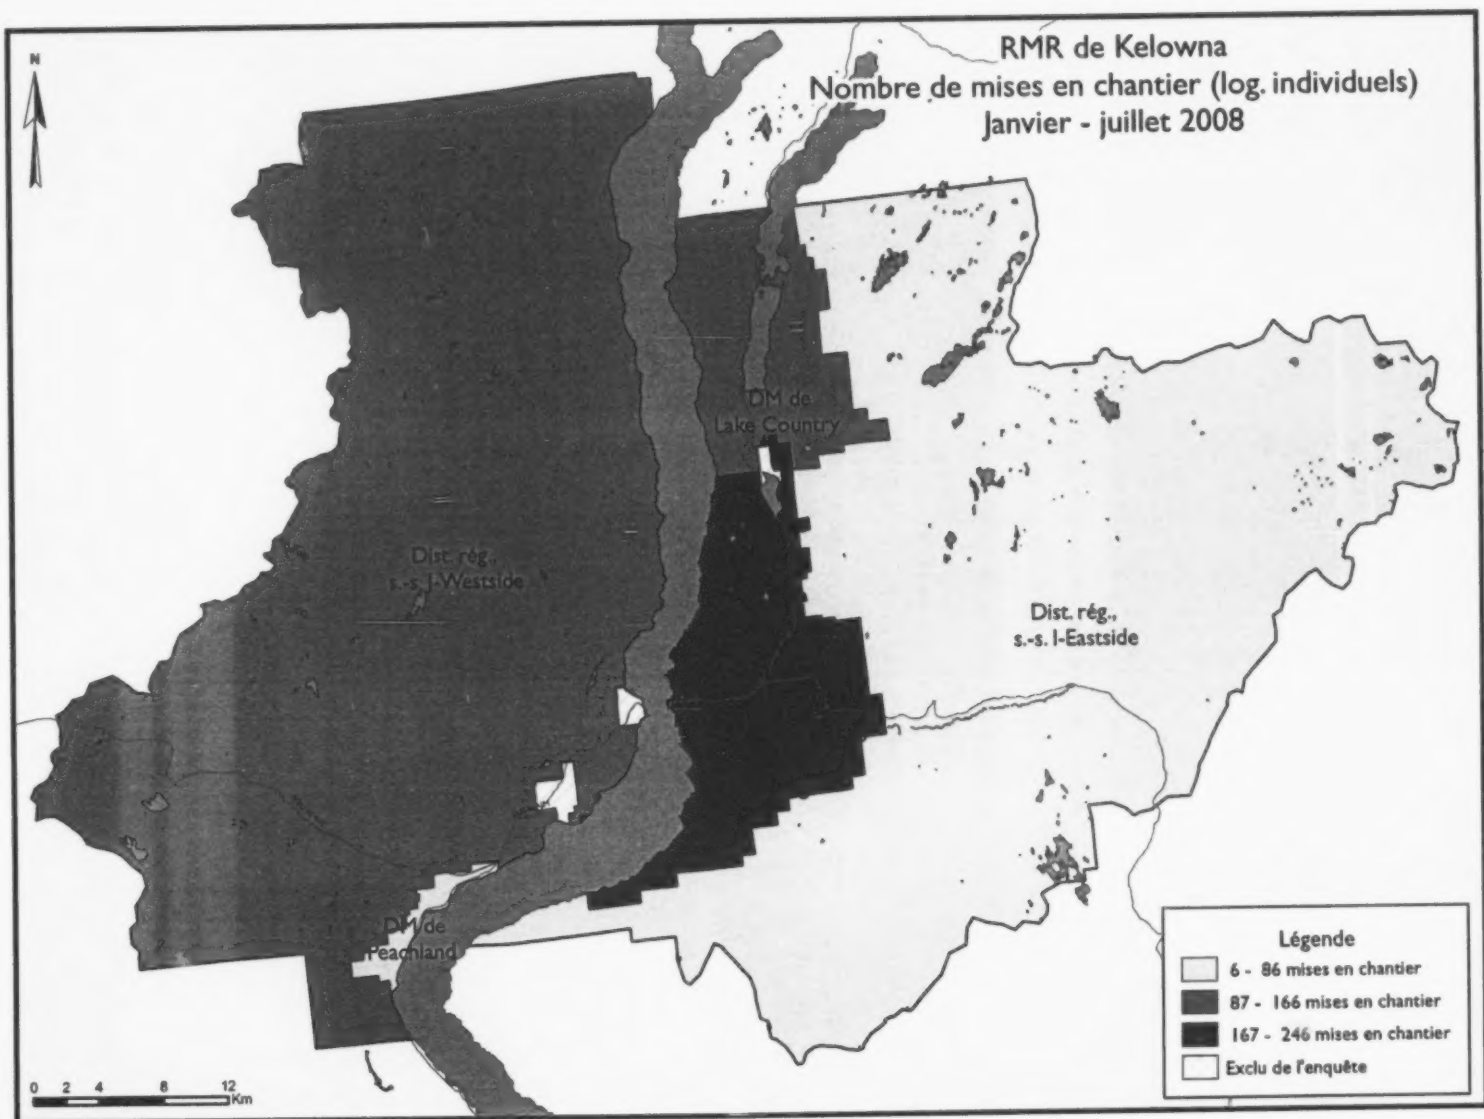 N
RMR de Kelowna
Nombre de mises en chantier (log. individuels)
Janvier - juillet 2008
DM de
Lake Country
Dist. rég.,
s.-s. J-Westside
Dist. rég.,
s.-s. I-Eastside
DM de
Peachland
Légende
6 - 86 mises en chantier
87 - 166 mises en chantier
167 - 246 mises en chantier
Exclu de l'enquête
0 2 4 8 12
Km